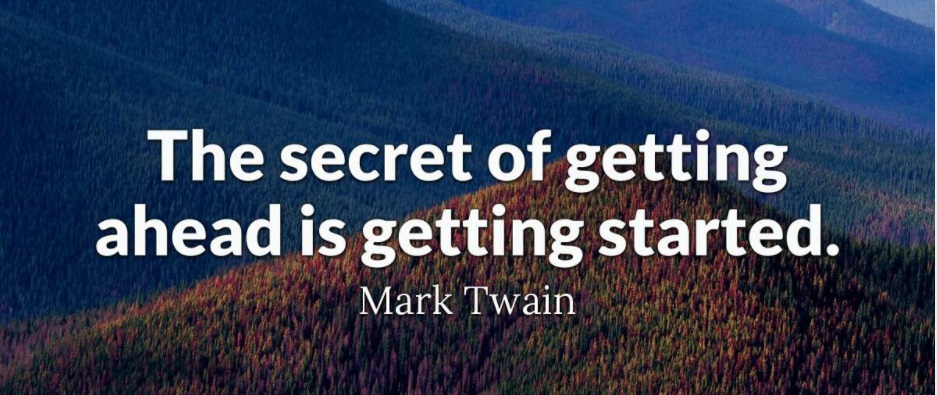 The secret of getting
ahead is getting started.
Mark Twain